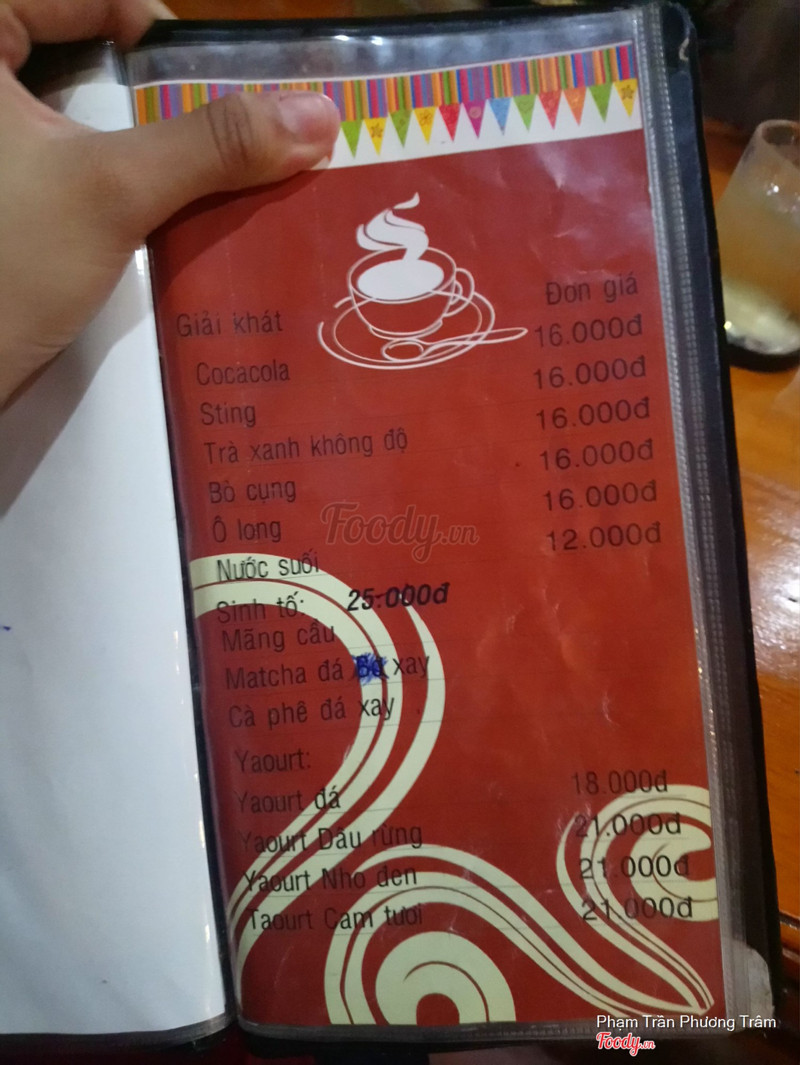 Đơn giá
Giải khát
Cocacola 16.000đ
Sting 16.000đ
Trà xanh không độ 16.000đ
Bò cụng 16.000đ
Ô long 16.000đ
Nước suối 12.000đ
Sinh tố: 25.000đ
Mãng cầu
Matcha đá xay
Cà phê đá xay
Yaourt:
Yaourt đá 18.000đ
Yaourt Dâu rừng 21.000đ
Yaourt Nho đen 21.000đ
Taourt Cam tươi 21.000đ
Foody.vn
Phạm Trần Phương Trâm
Foody.vn